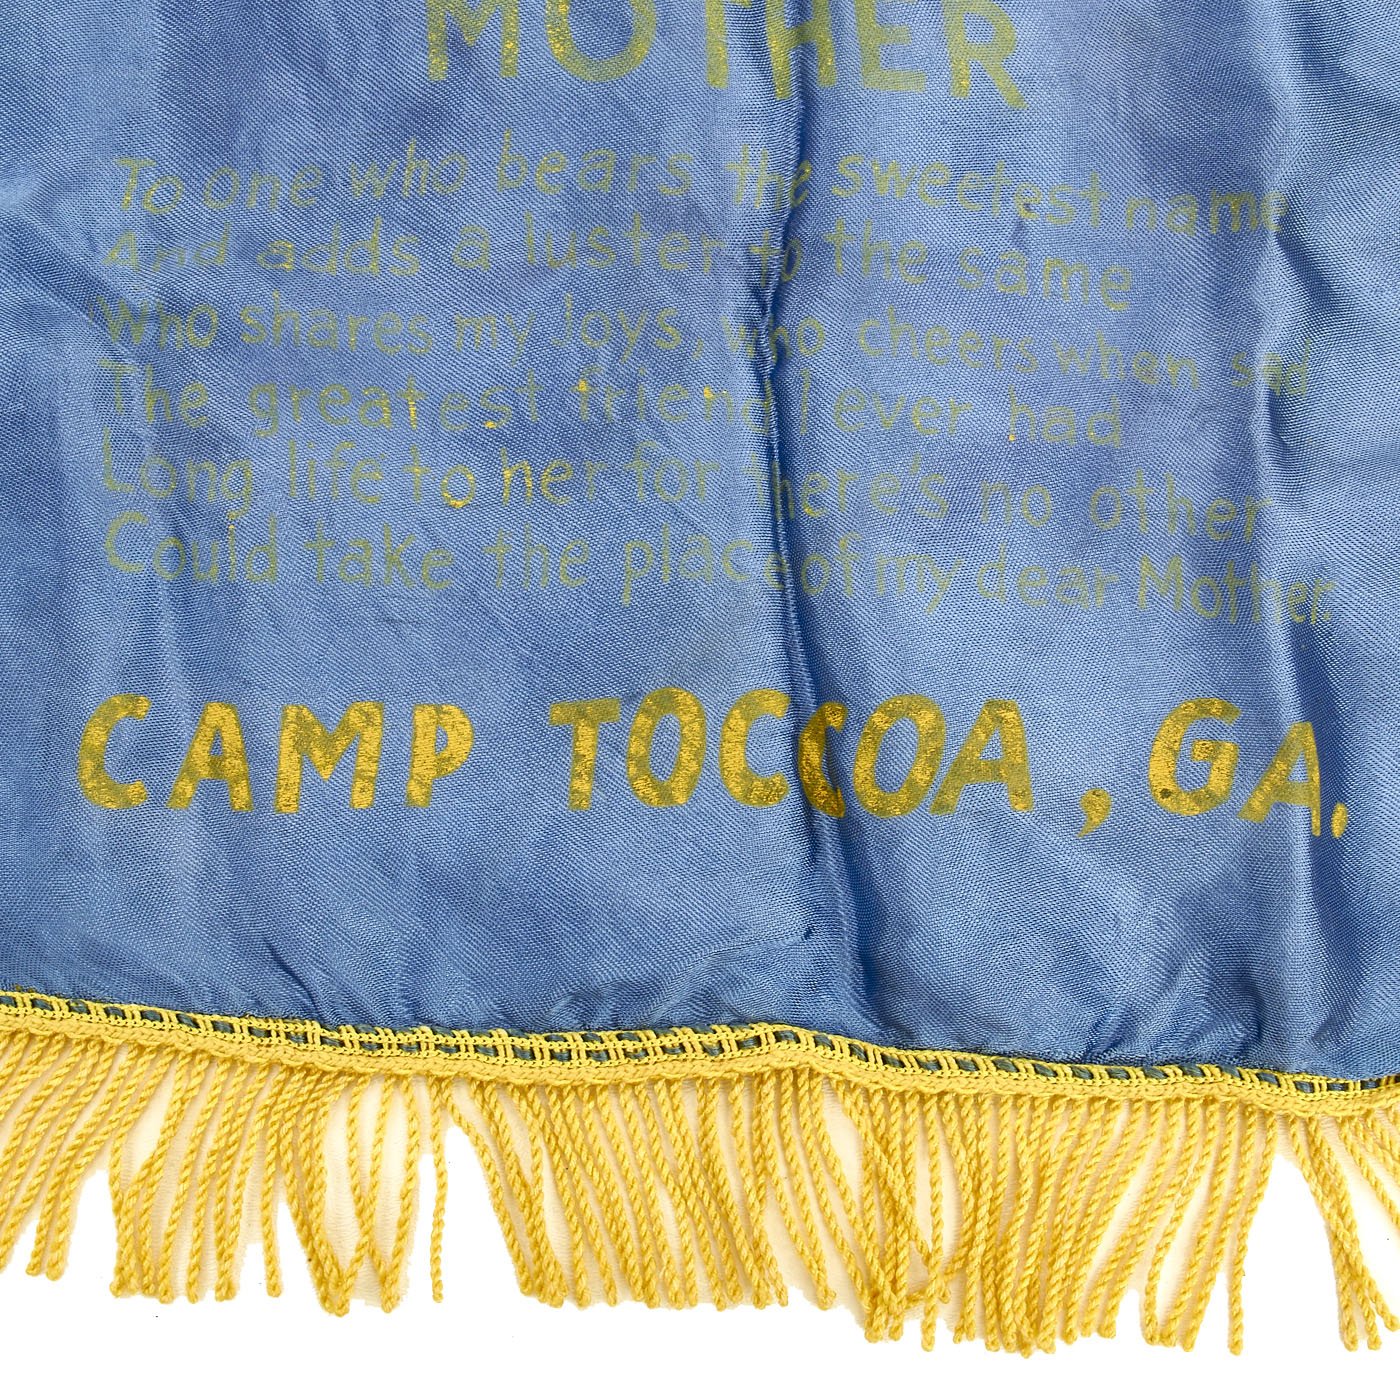 MOTHER
To One who bears the sweetest name
And adds a luster to the same
Who shares my Joys, who cheers when sad
The greatest friend I ever had
Long life to her for there's no other
Could take the place of my dear Mother.
CAMP TOCCOA, GA.